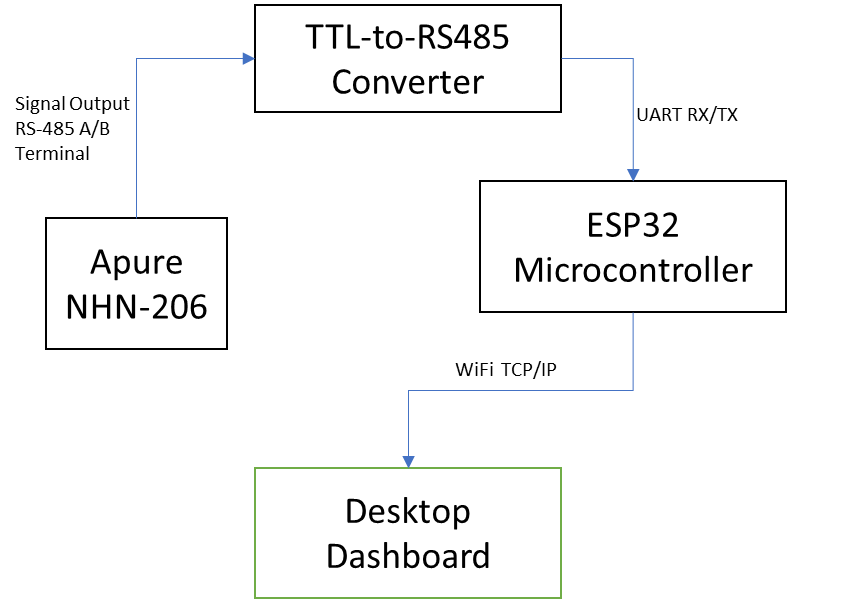 TTL-to-RS485
Converter
Signal Output
RS-485 A/B
Terminal
UART RX/TX
Apure
NHN-206
ESP32
Microcontroller
WiFi TCP/IP
Desktop
Dashboard